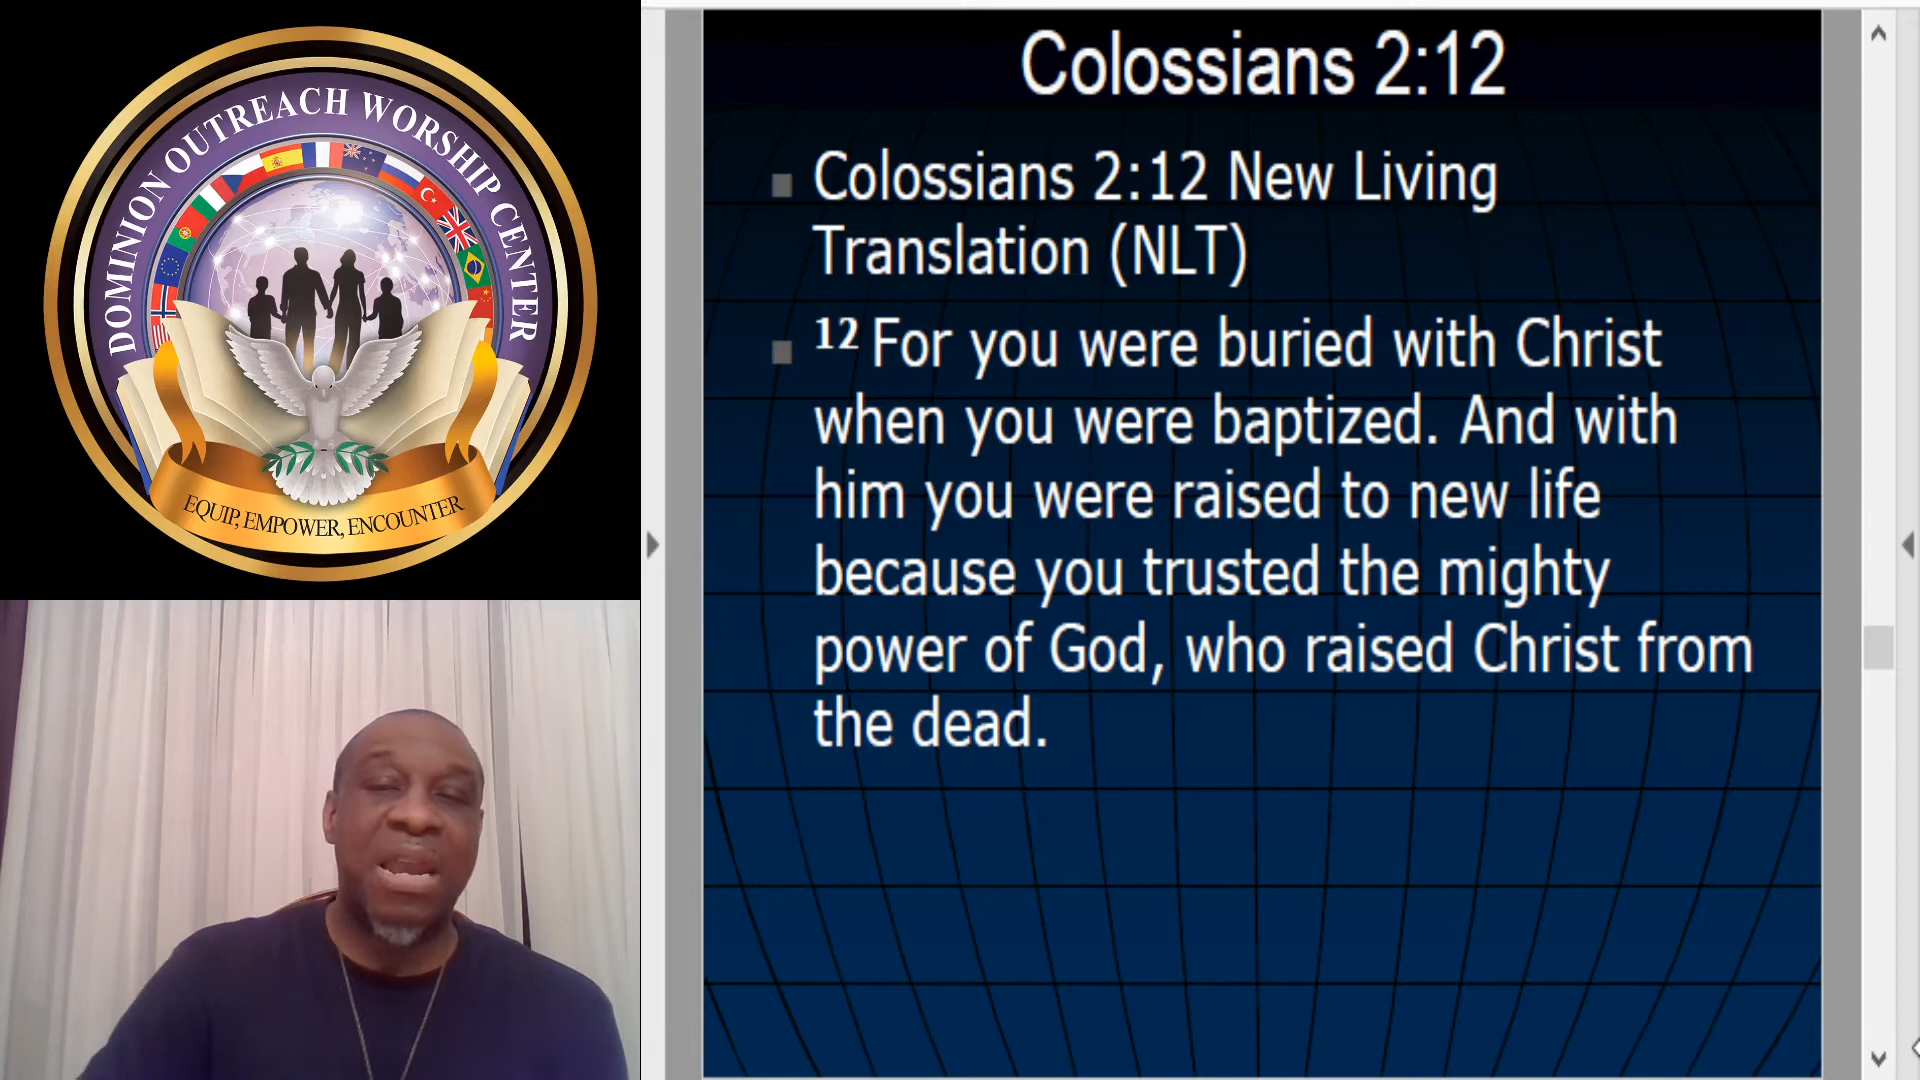 DOMINION OUTREACH WORSHIP CENTER
EQUIP, EMPOWER, ENCOUNTER
Colossians 2:12
Colossians 2:12 New Living
Translation (NLT)
12 For you were buried with Christ
when you were baptized. And with
him you were raised to new life
because you trusted the mighty
power of God, who raised Christ from
the dead.